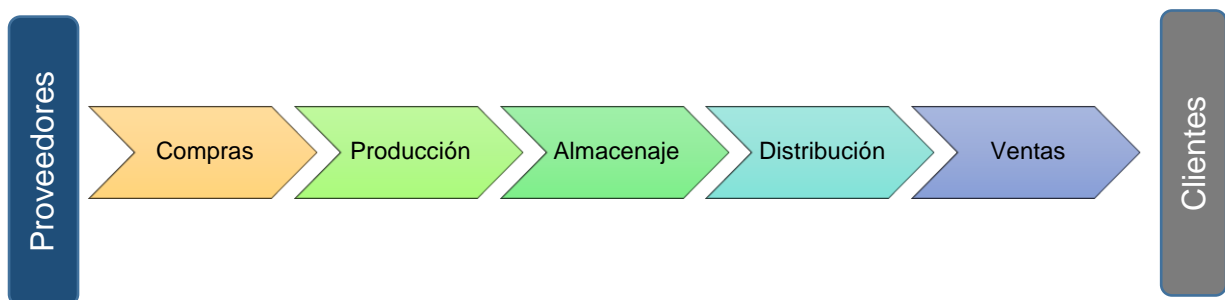 Proveedores
Compras
Producción
Almacenaje
Distribución
Ventas
Clientes